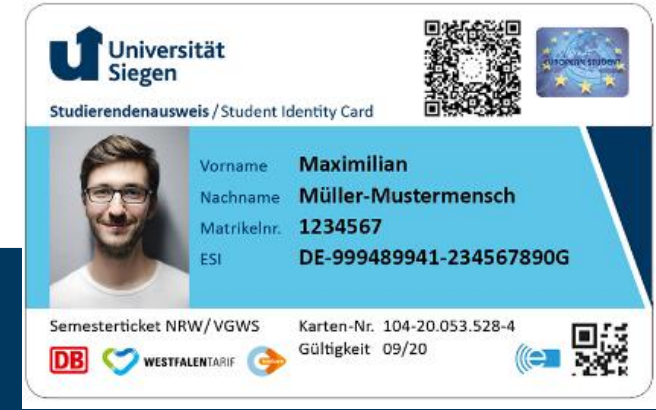 Universität
Siegen
EUROPEAN STUDENT
Studierendenausweis/Student Identity Card
Vorname Maximilian
Nachname Müller-Mustermensch
Matrikelnr. 1234567
ESI DE-999489941-234567890G
Semesterticket NRW/VGWS Karten-Nr. 104-20.053.528-4
Gültigkeit 09/20
DB WESTFALENTARIF
e